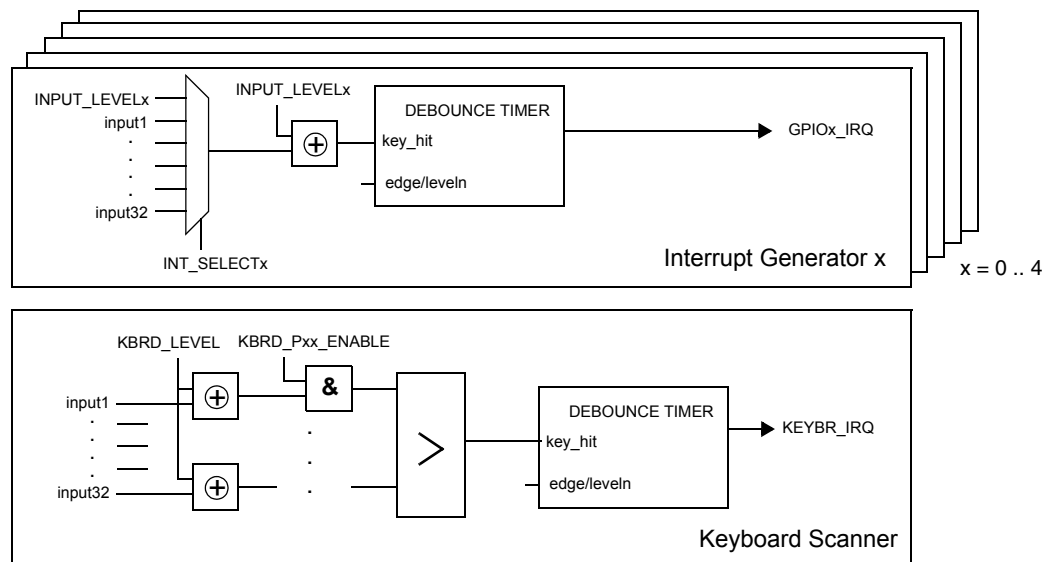 INPUT_LEVELx
INPUT_LEVELx
input1
.
.
.
.
input32
INT_SELECTx
DEBOUNCE TIMER
key_hit
edge/leveln
GPIOx_IRQ
Interrupt Generator x
x = 0 .. 4
KBRD_LEVEL
KBRD_Pxx_ENABLE
&
input1
.
.
.
.
input32
.
.
.
>
DEBOUNCE TIMER
key_hit
edge/leveln
KEYBR_IRQ
Keyboard Scanner